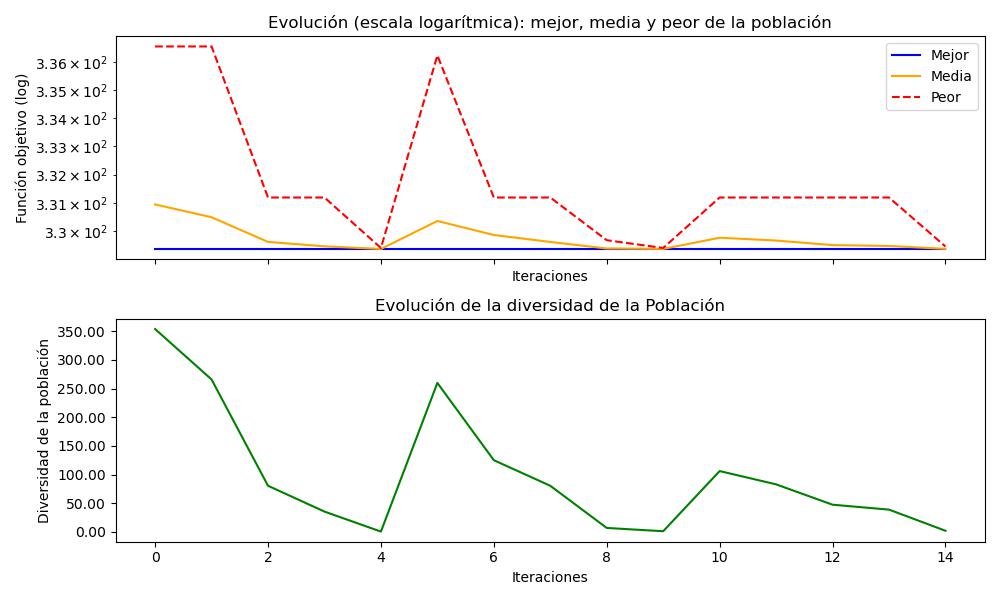 Evolución (escala logarítmica): mejor, media y peor de la población
Función objetivo (log)
3.36 × 10²
3.35 × 10²
3.34 × 10²
3.33 × 10²
3.32 × 10²
3.31 × 10²
3.3 × 10²
Mejor
Media
Peor
Iteraciones
Evolución de la diversidad de la Población
Diversidad de la población
350.00
300.00
250.00
200.00
150.00
100.00
50.00
0.00
0 2 4 6 8 10 12 14
Iteraciones